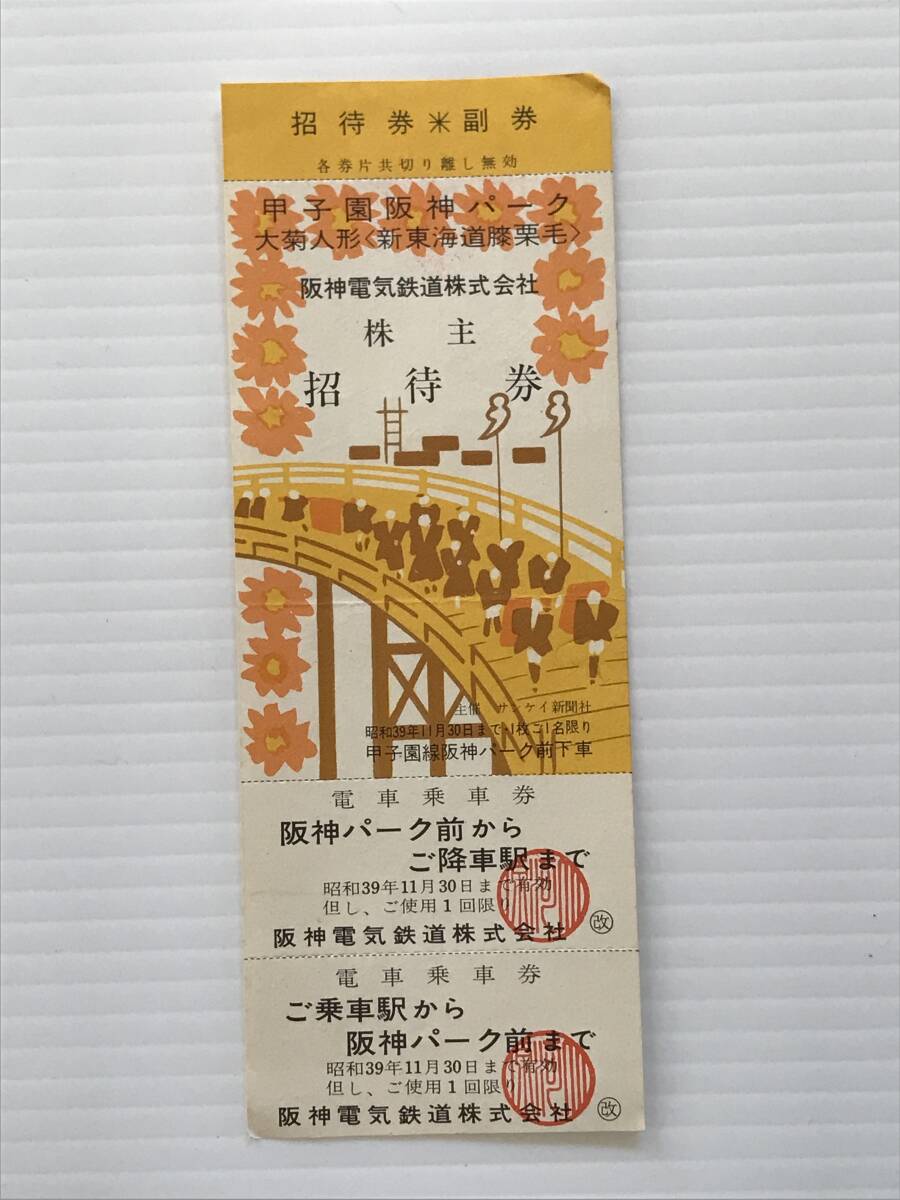 招待券＊副券
各券片共切り離し無効
甲子園阪神パーク
大菊人形〈新東海道膝栗毛〉
阪神電気鉄道株式会社
株主
招待券
主催 サンケイ新聞社
昭和39年11月30日まで・1枚ご1名限り
甲子園線阪神パーク前下車
電車乗車券
阪神パーク前から
ご降車駅まで
昭和39年11月30日まで有効
但し、ご使用1回限り
阪神電気鉄道株式会社 改
電車乗車券
ご乗車駅から
阪神パーク前まで
昭和39年11月30日まで有効
但し、ご使用1回限り
阪神電気鉄道株式会社 改